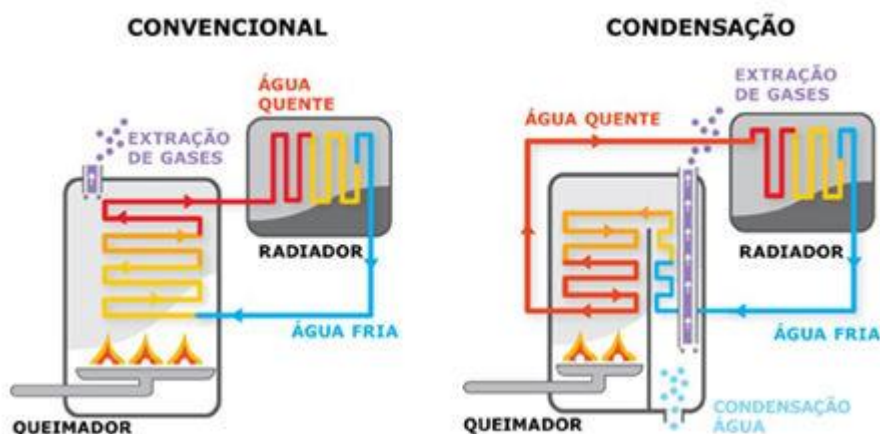 CONVENCIONAL
ÁGUA
QUENTE
EXTRAÇÃO
DE GASES
RADIADOR
ÁGUA FRIA
QUEIMADOR
CONDENSAÇÃO
EXTRAÇÃO
DE GASES
ÁGUA QUENTE
RADIADOR
ÁGUA FRIA
QUEIMADOR
CONDENSAÇÃO
ÁGUA